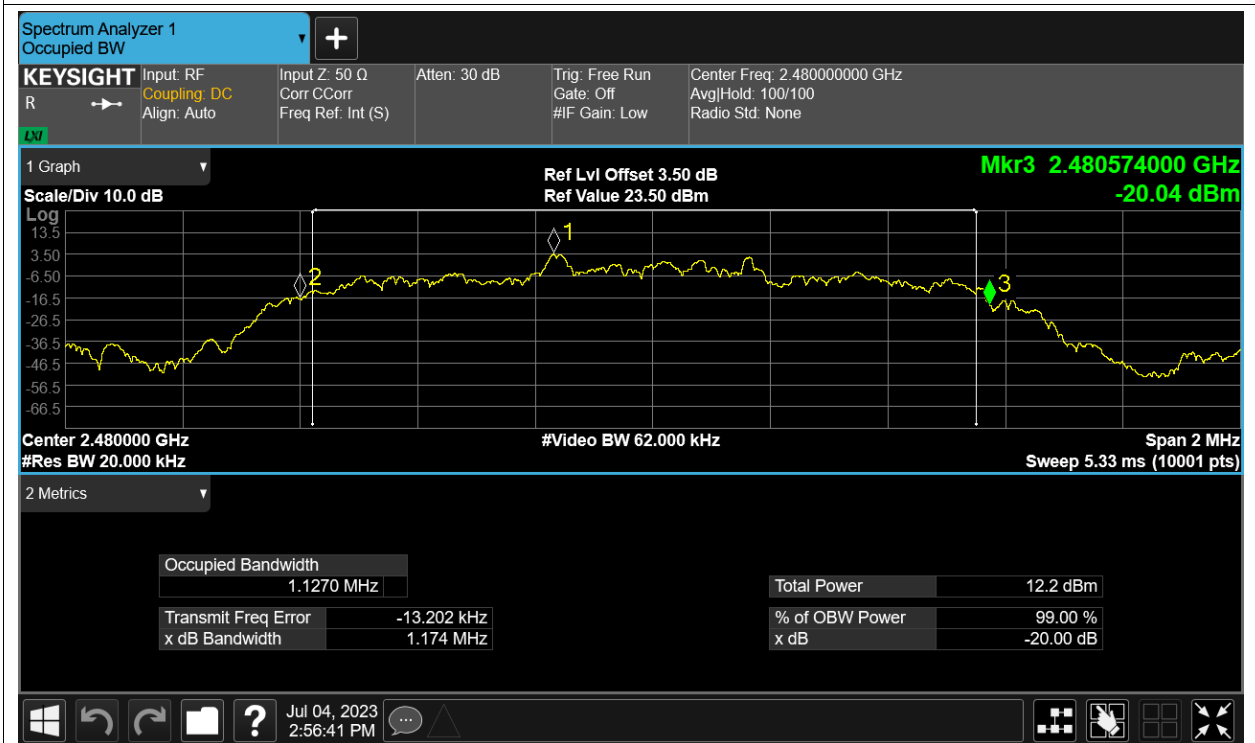 Spectrum Analyzer 1
Occupied BW
KEYSIGHT
R
LXI
Input: RF
Coupling: DC
Align: Auto
Input Z: 50 Ω
Corr CCorr
Freq Ref: Int (S)
Atten: 30 dB
Trig: Free Run
Gate: Off
#IF Gain: Low
Center Freq: 2.480000000 GHz
Avg|Hold: 100/100
Radio Std: None
1 Graph
Scale/Div 10.0 dB
Ref Lvl Offset 3.50 dB
Ref Value 23.50 dBm
Mkr3 2.480574000 GHz
-20.04 dBm
Log
13.5
3.50
-6.50
-16.5
-26.5
-36.5
-46.5
-56.5
-66.5
1
2
3
Center 2.480000 GHz
#Res BW 20.000 kHz
#Video BW 62.000 kHz
Span 2 MHz
Sweep 5.33 ms (10001 pts)
2 Metrics
Occupied Bandwidth
1.1270 MHz
Transmit Freq Error -13.202 kHz
x dB Bandwidth 1.174 MHz
Total Power 12.2 dBm
% of OBW Power 99.00 %
x dB -20.00 dB
?
Jul 04, 2023
2:56:41 PM